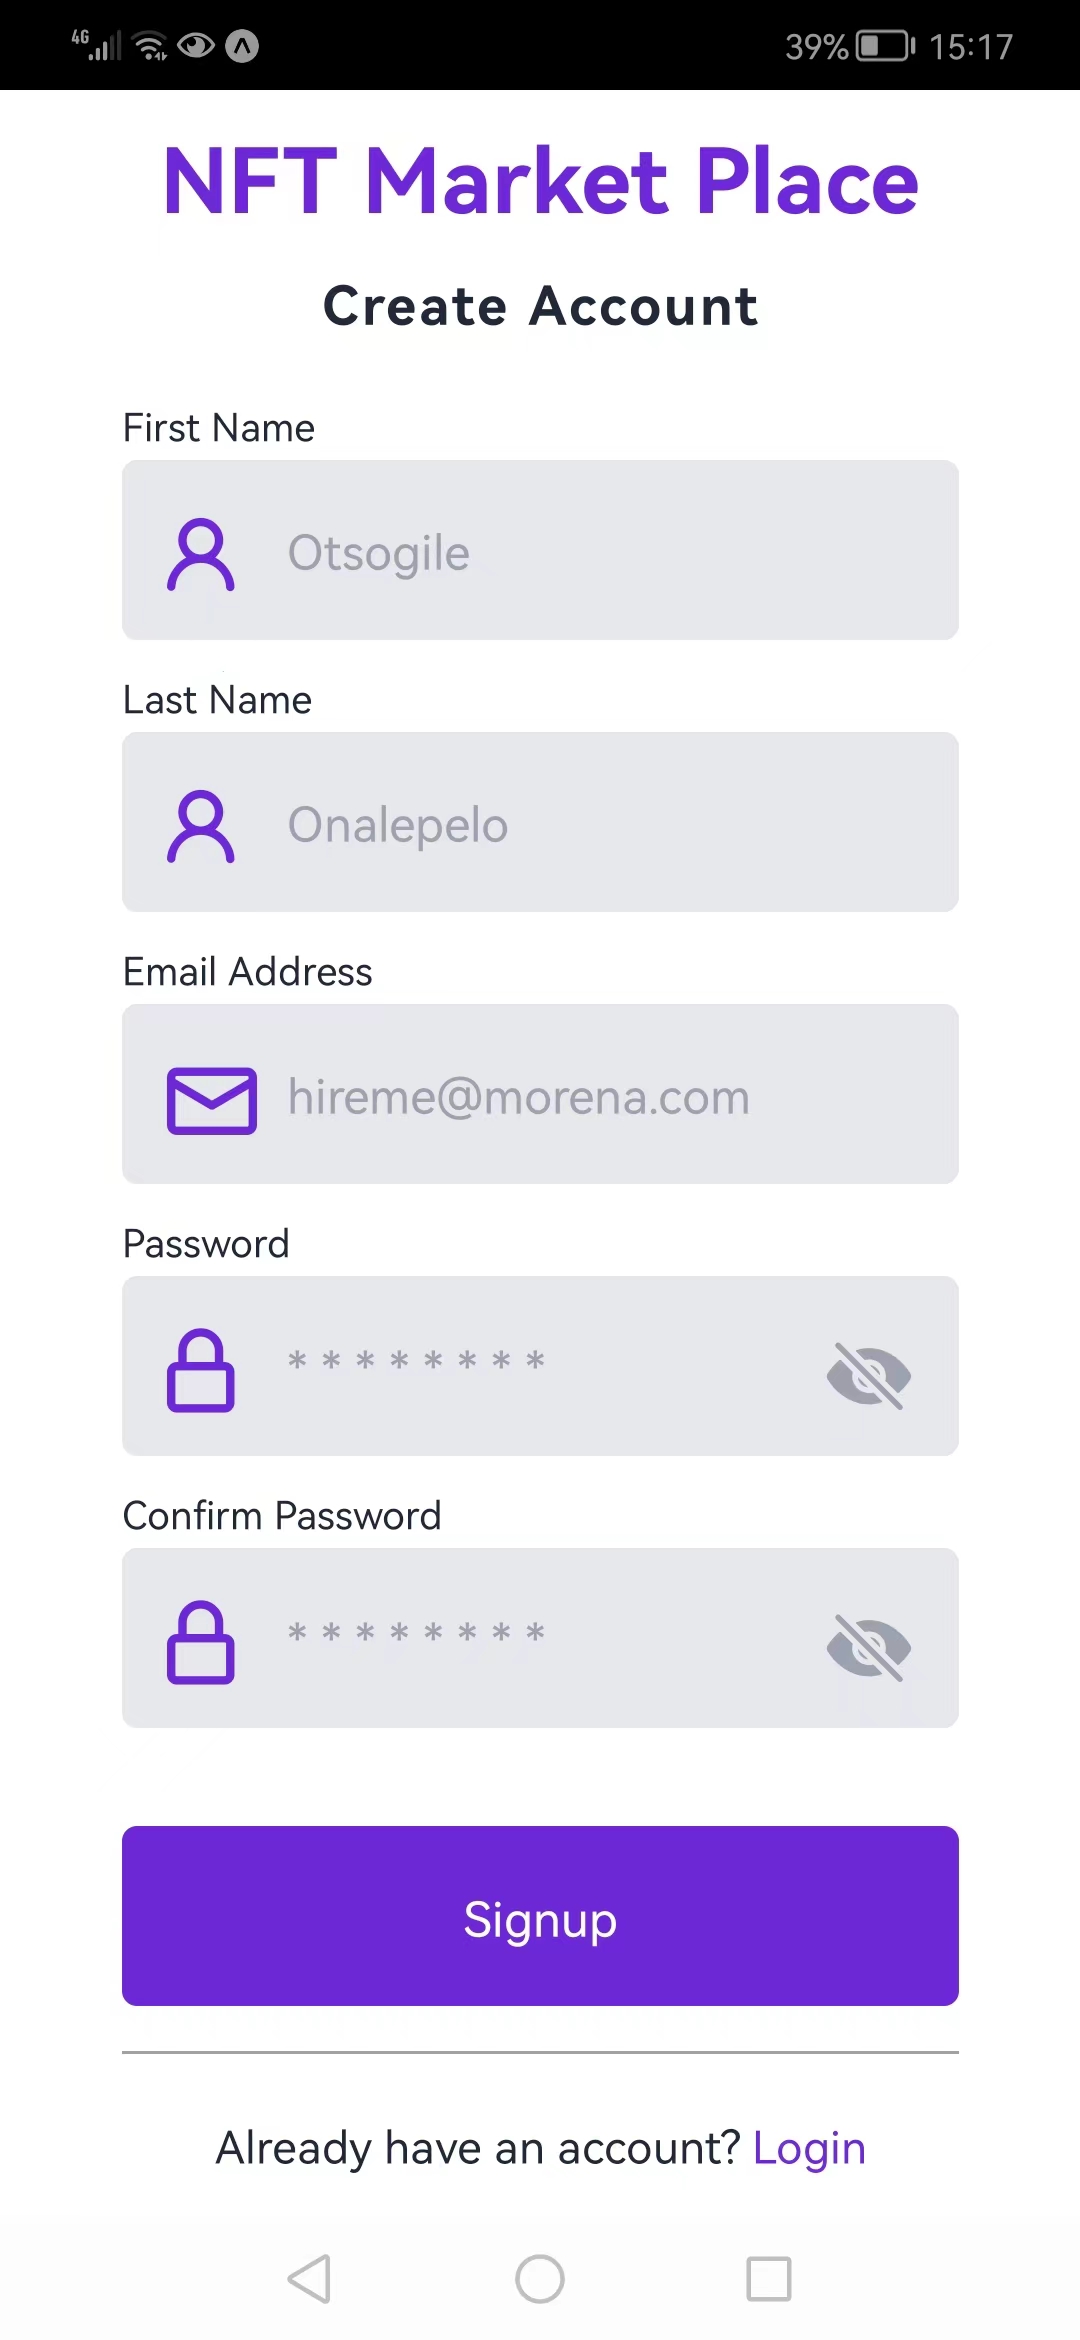 4G 39% 15:17
NFT Market Place
Create Account
First Name
Otsogile
Last Name
Onalepelo
Email Address
hireme@morena.com
Password
* * * * * * * *
Confirm Password
* * * * * * * *
Signup
Already have an account? Login